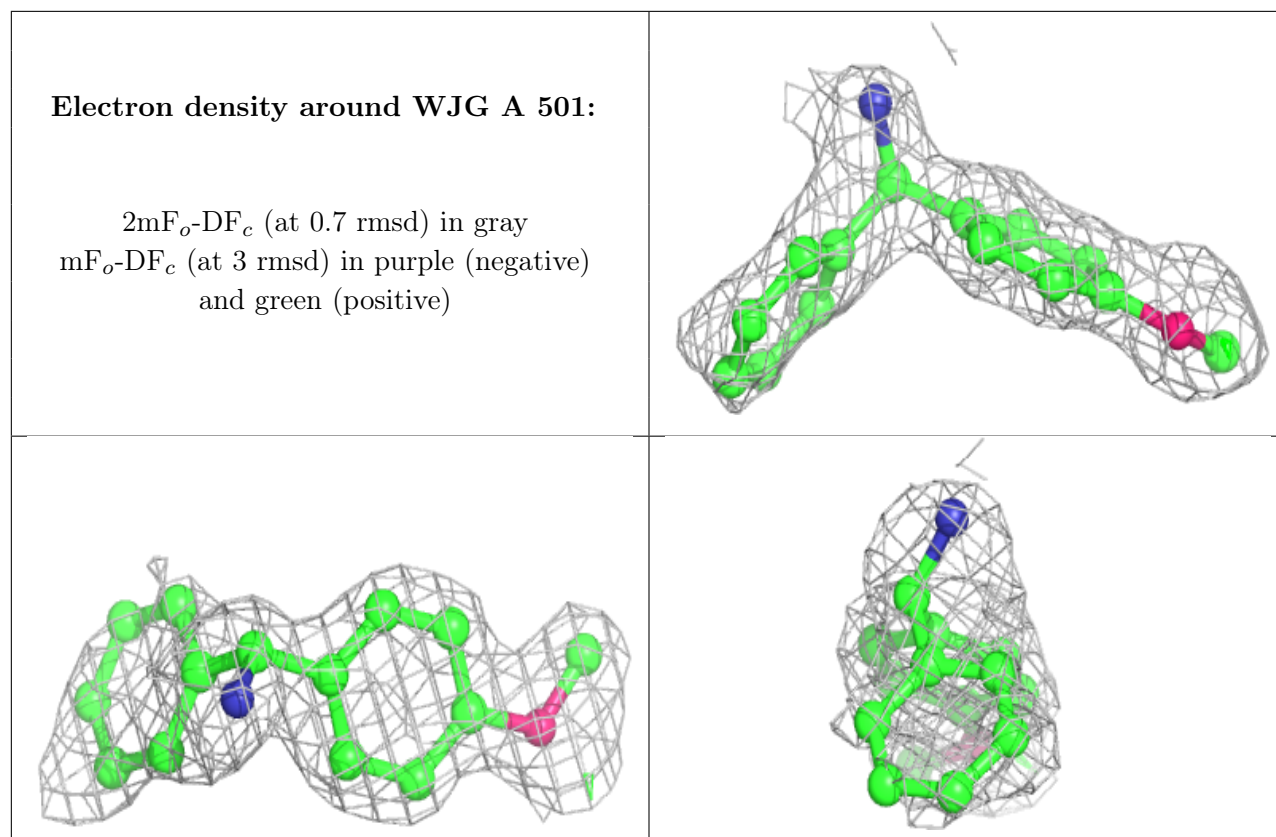 Electron density around WJG A 501:
2mFₒ-DF𝒸 (at 0.7 rmsd) in gray
mFₒ-DF𝒸 (at 3 rmsd) in purple (negative)
and green (positive)